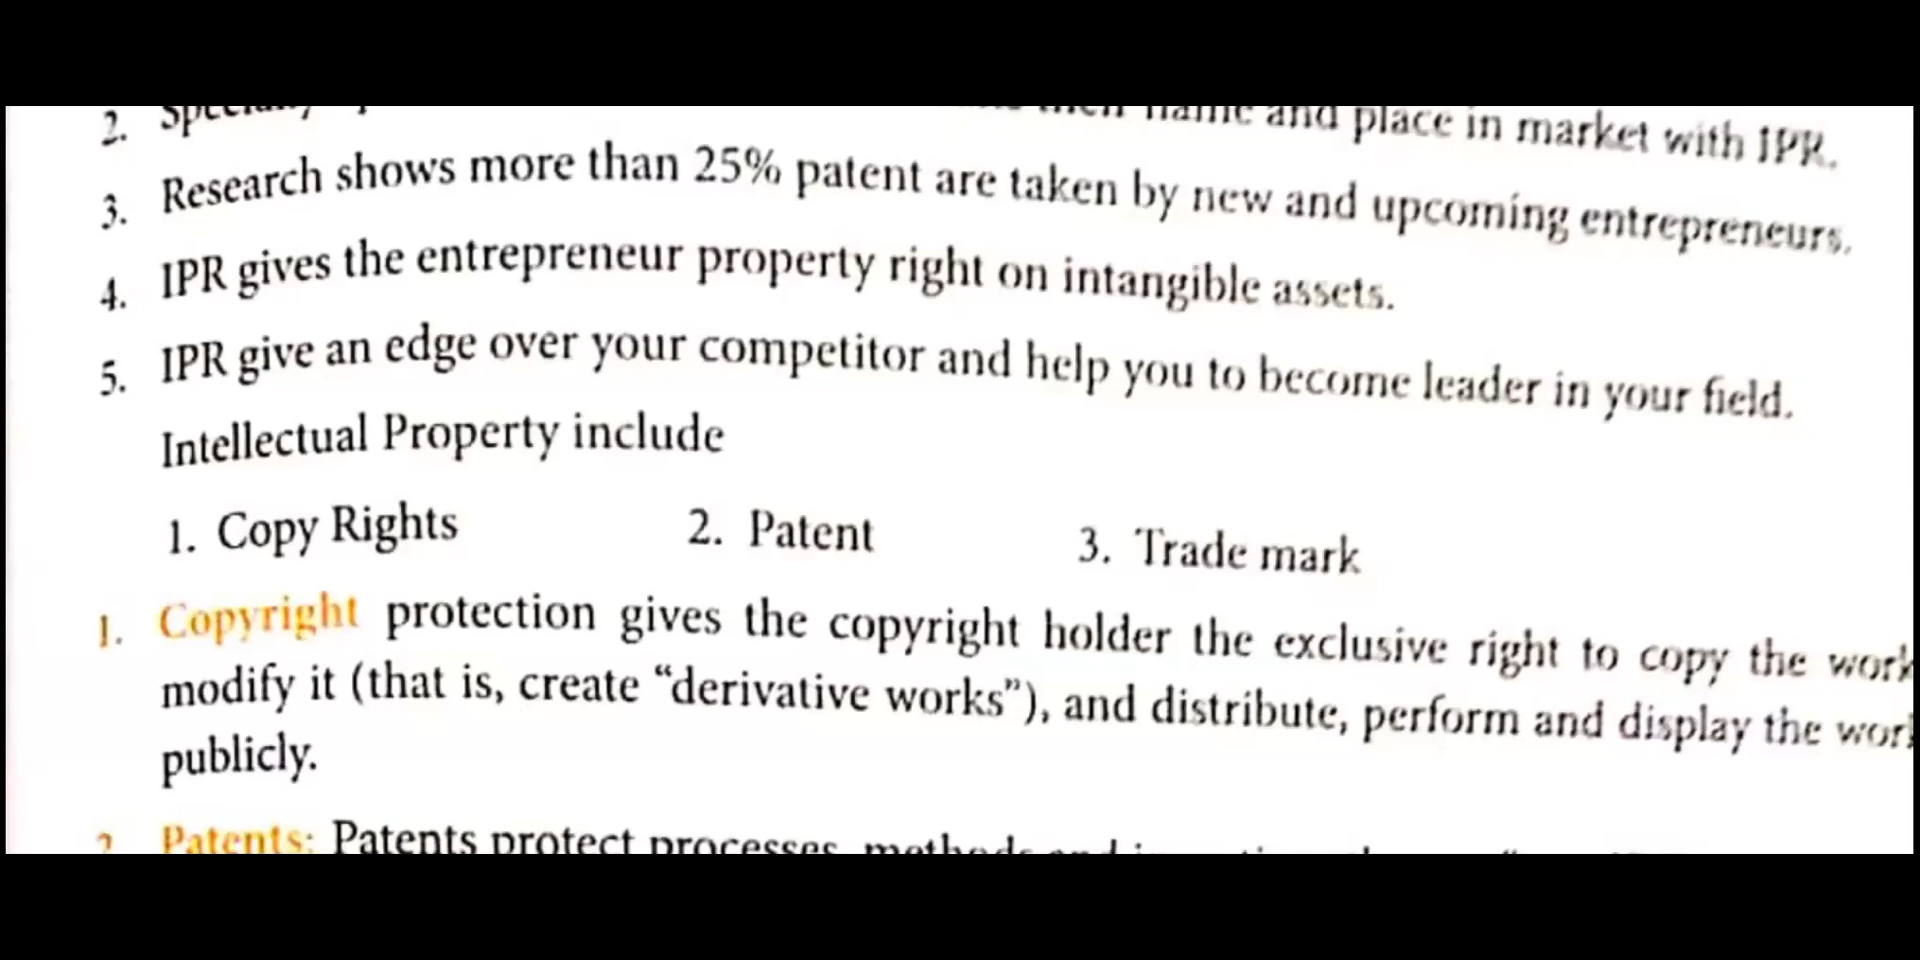 2. name and place in market with IPR.
3. Research shows more than 25% patent are taken by new and upcoming entrepreneurs.
4. IPR gives the entrepreneur property right on intangible assets.
5. IPR give an edge over your competitor and help you to become leader in your field.
Intellectual Property include
1. Copy Rights 2. Patent 3. Trade mark
1. Copyright protection gives the copyright holder the exclusive right to copy the work
modify it (that is, create “derivative works”), and distribute, perform and display the work
publicly.
Patents: Patents protect processes, methods and